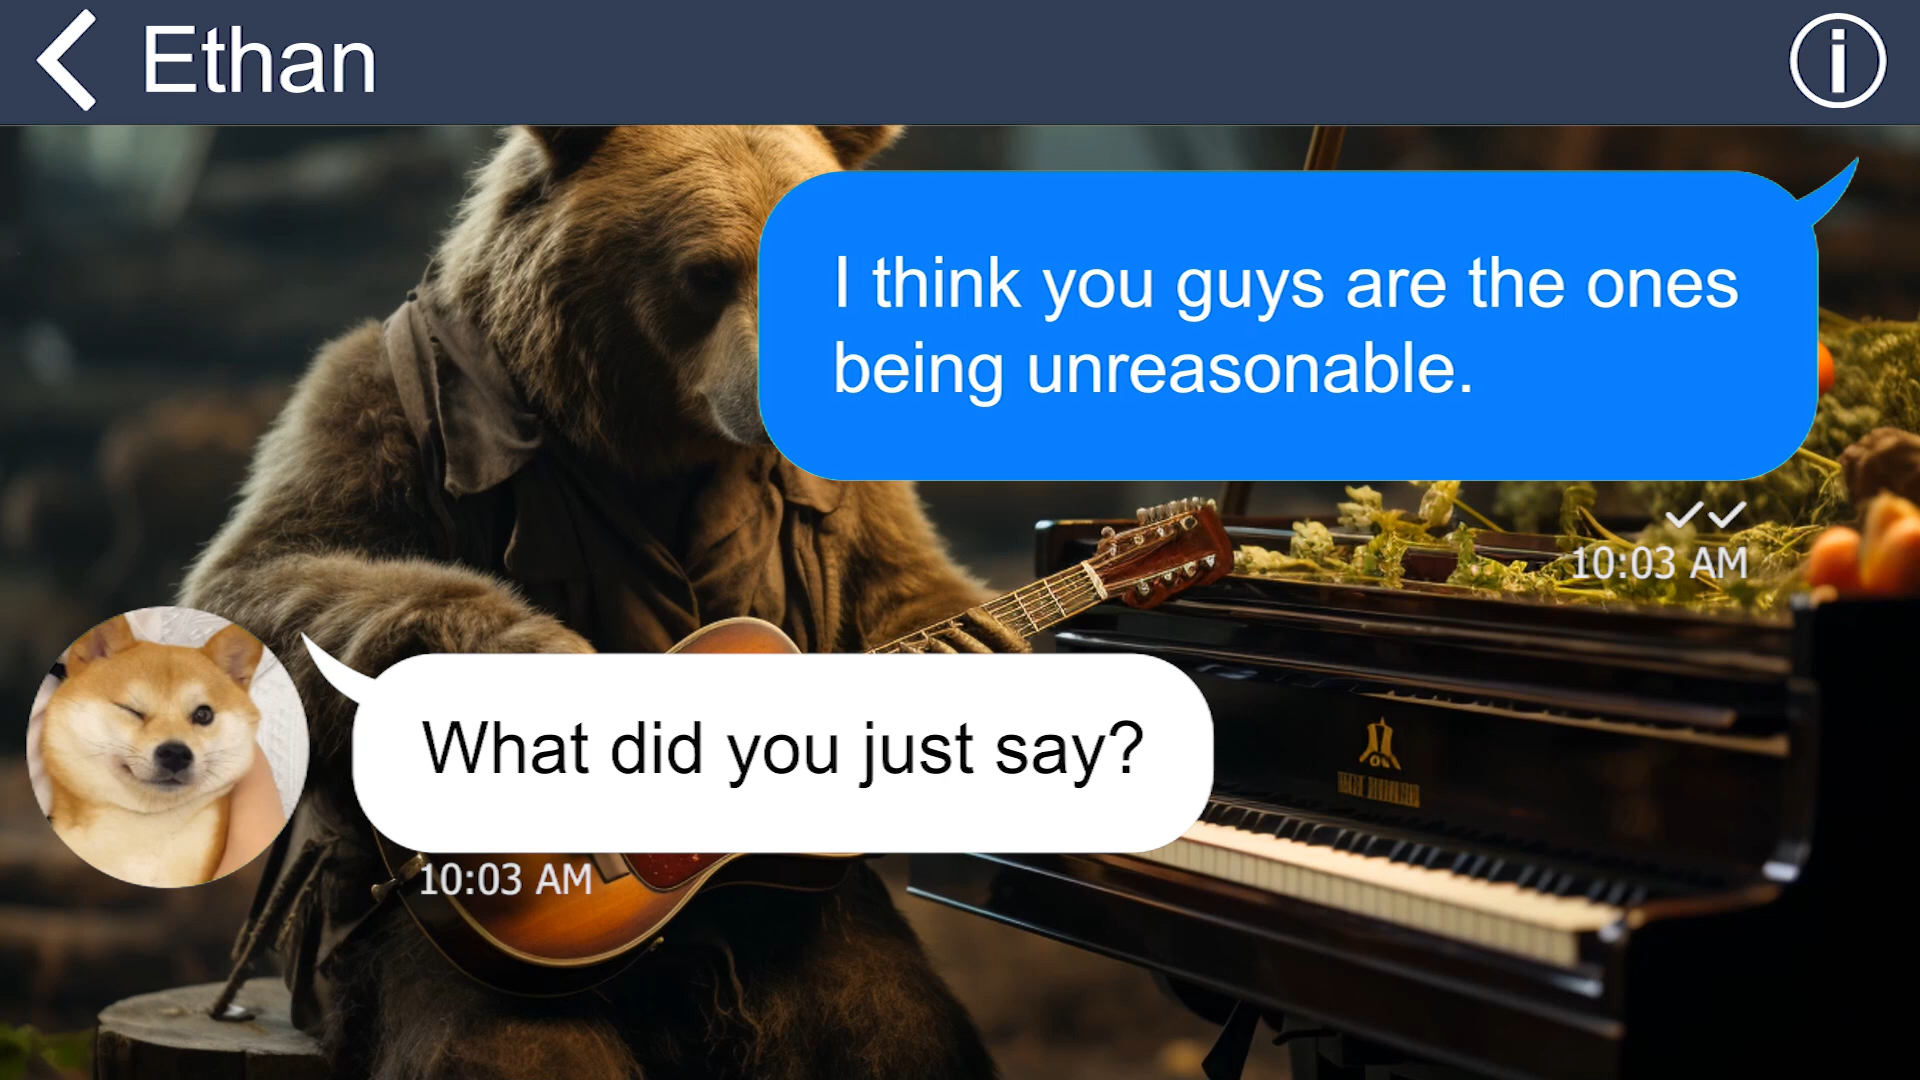 Ethan
I think you guys are the ones
being unreasonable.
10:03 AM
What did you just say?
10:03 AM